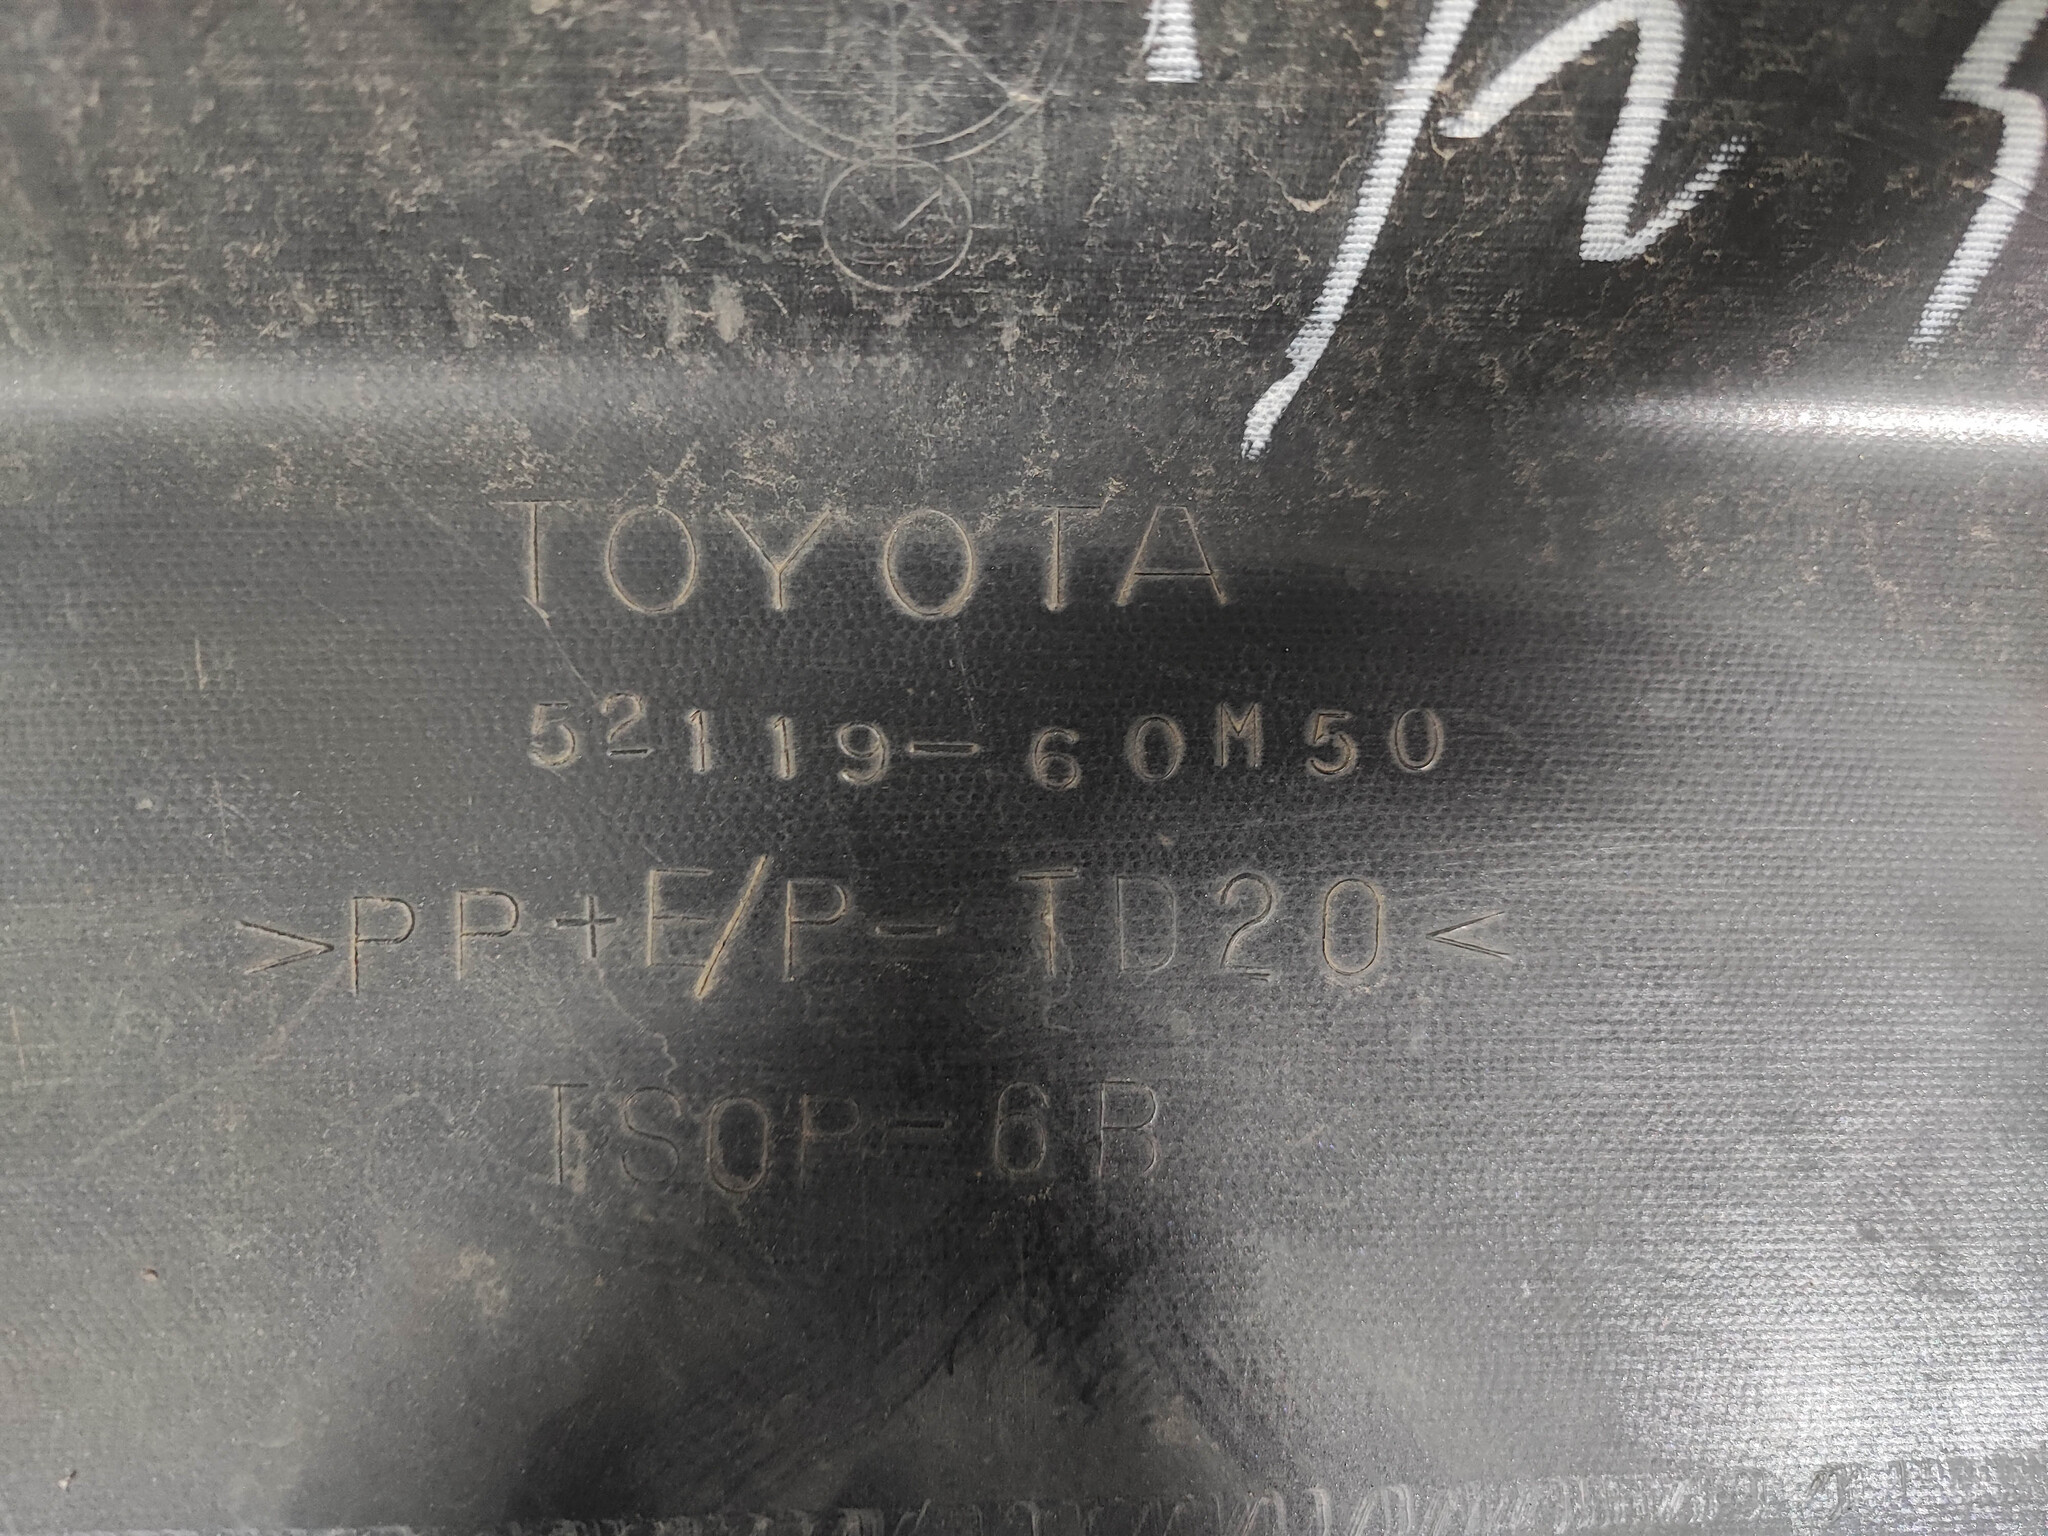 TOYOTA
52119-60M50
>PP+E/P-TD20<
TSOP-6B